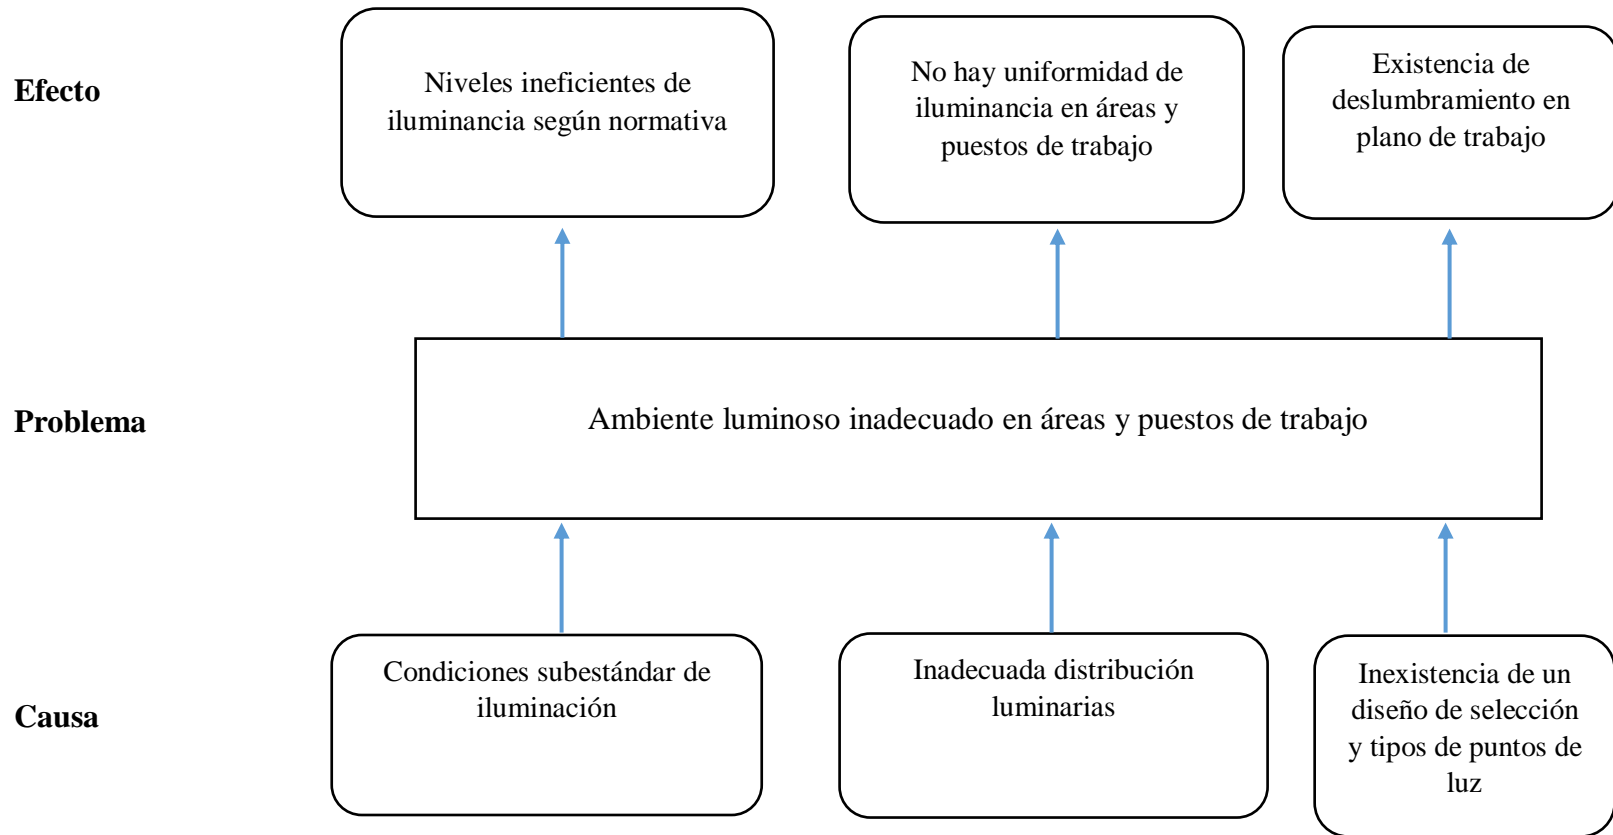 Efecto
Niveles ineficientes de
iluminancia según normativa
No hay uniformidad de
iluminancia en áreas y
puestos de trabajo
Existencia de
deslumbramiento en
plano de trabajo
Problema
Ambiente luminoso inadecuado en áreas y puestos de trabajo
Causa
Condiciones subestándar de
iluminación
Inadecuada distribución
luminarias
Inexistencia de un
diseño de selección
y tipos de puntos de
luz